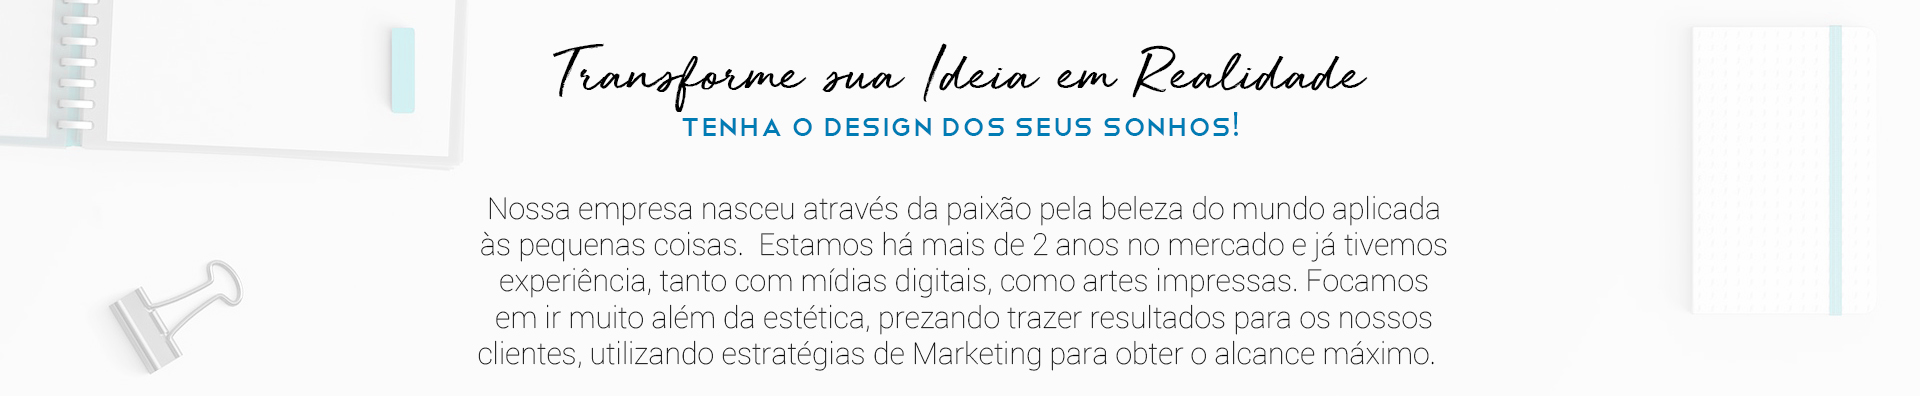 Transforme sua Ideia em Realidade
TENHA O DESIGN DOS SEUS SONHOS!
Nossa empresa nasceu através da paixão pela beleza do mundo aplicada
às pequenas coisas.  Estamos há mais de 2 anos no mercado e já tivemos
experiência, tanto com mídias digitais, como artes impressas. Focamos
em ir muito além da estética, prezando trazer resultados para os nossos
clientes, utilizando estratégias de Marketing para obter o alcance máximo.